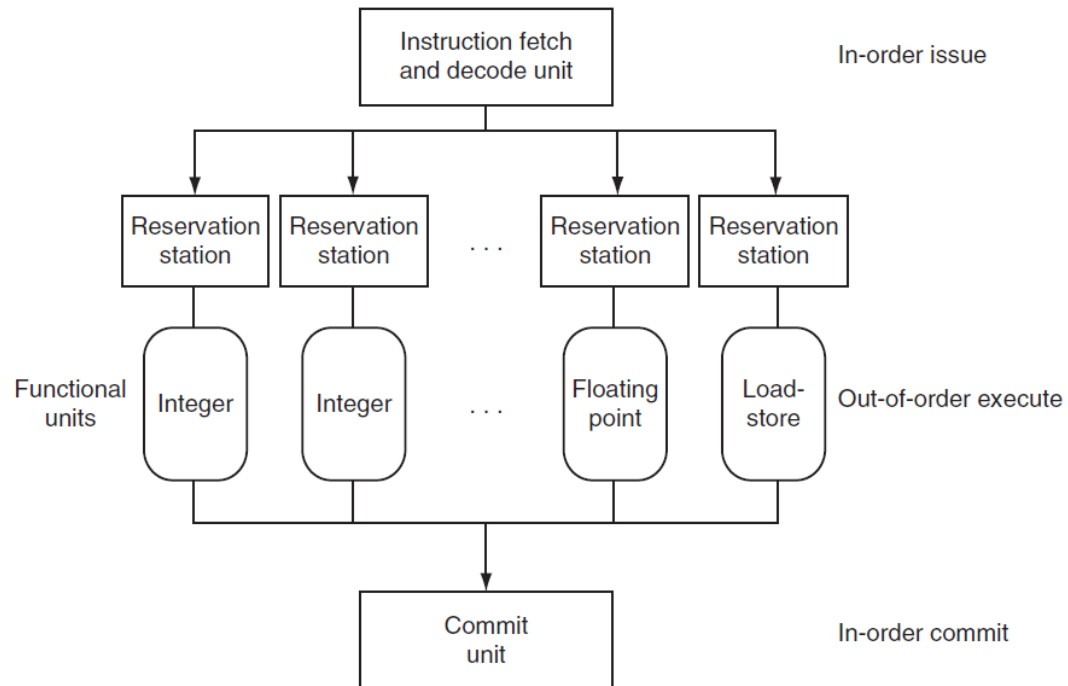 Instruction fetch
and decode unit
In-order issue
Reservation
station
Reservation
station
. . .
Reservation
station
Reservation
station
Functional
units
Integer
Integer
. . .
Floating
point
Load-
store
Out-of-order execute
Commit
unit
In-order commit